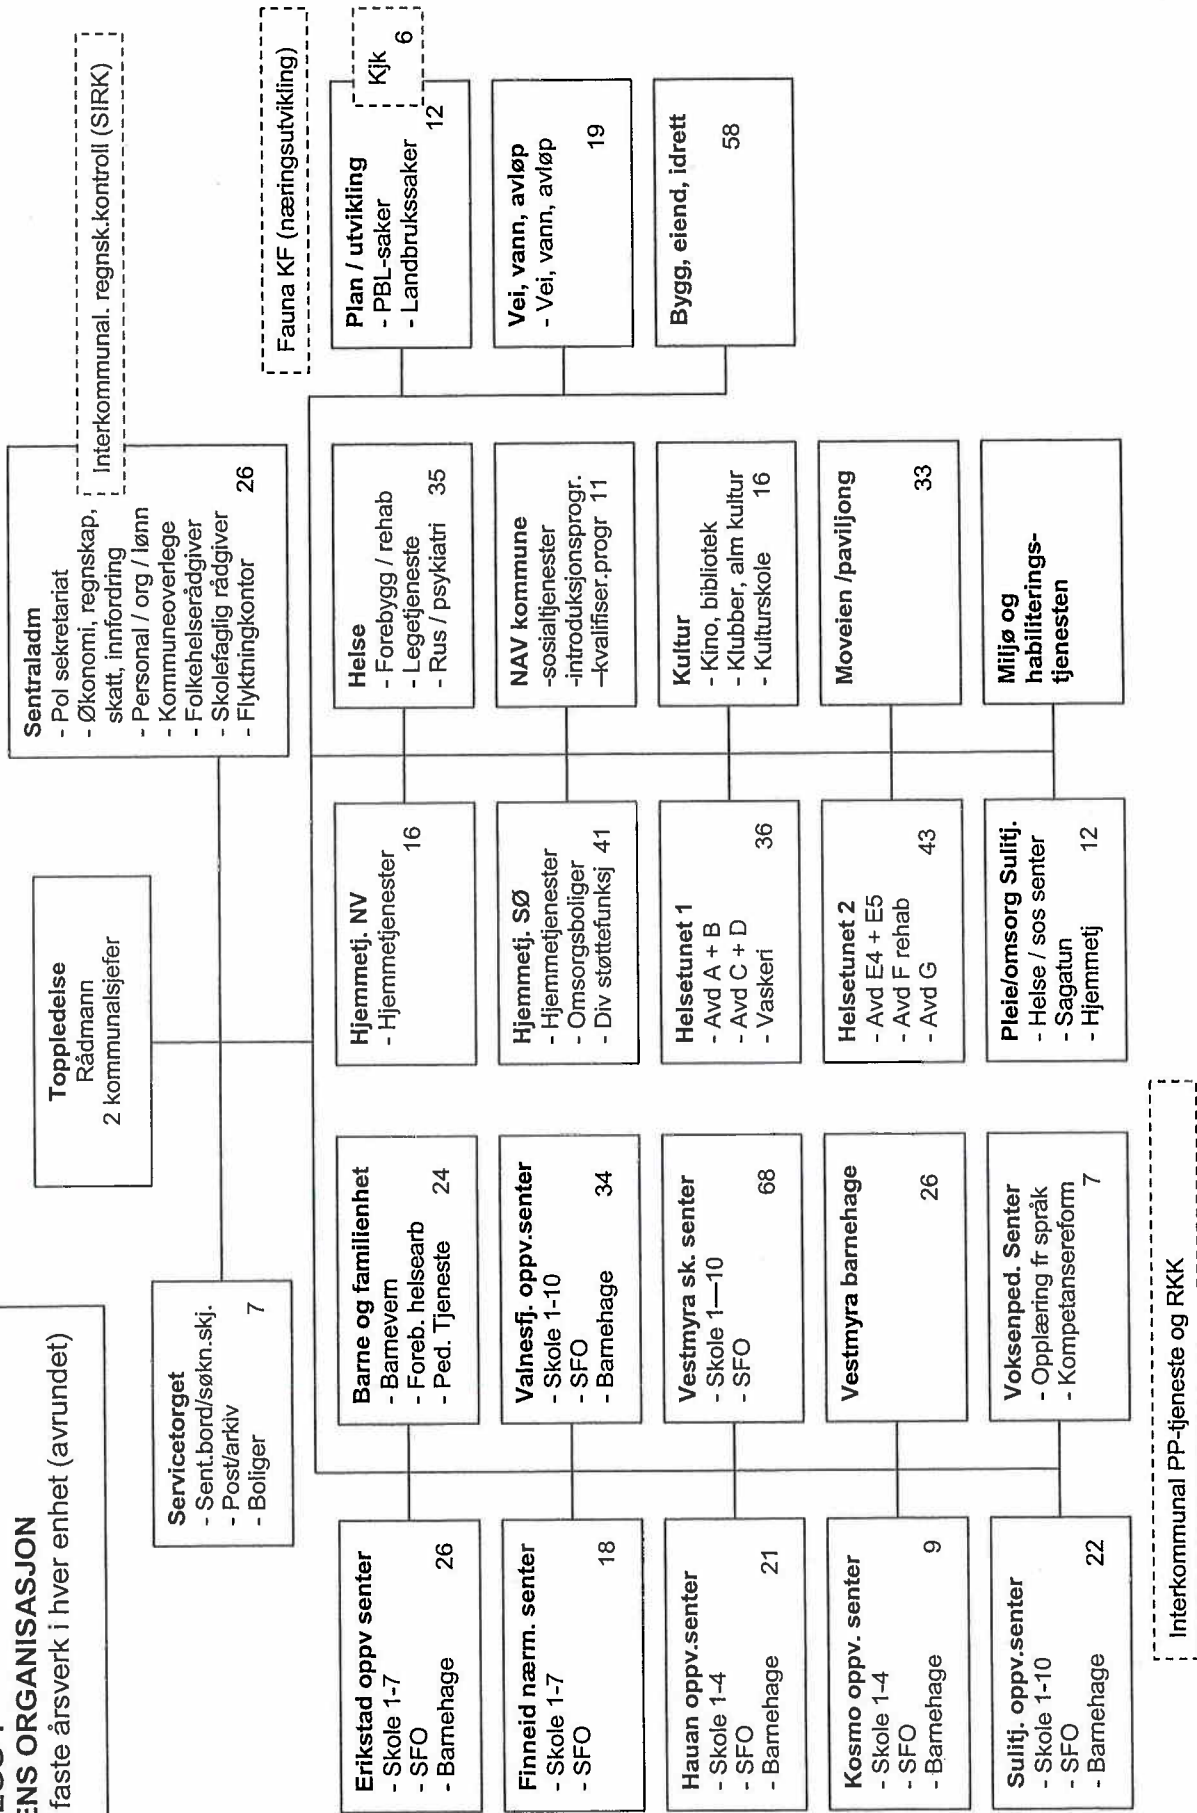 ENS ORGANISASJON
faste årsverk i hver enhet (avrundet)
Toppledelse
Rådmann
2 kommunalsjefer
Servicetorget
- Sent.bord/søkn.skj.
- Post/arkiv
- Boliger 7
Sentraladm
- Pol sekretariat
- Økonomi, regnskap,
skatt, innfordring
- Personal / org / lønn
- Kommuneoverlege
- Folkehelserådgiver
- Skolefaglig rådgiver
- Flyktningkontor 26
Interkommunal. regnsk.kontroll (SIRK)
Fauna KF (næringsutvikling)
Erikstad oppv senter
- Skole 1-7
- SFO
- Barnehage 26
Finneid nærm. senter
- Skole 1-7
- SFO 18
Hauan oppv.senter
- Skole 1-4
- SFO
- Barnehage 21
Kosmo oppv. senter
- Skole 1-4
- SFO
- Barnehage 9
Sulitj. oppv.senter
- Skole 1-10
- SFO
- Barnehage 22
Barne og familienhet
- Barnevern
- Foreb. helsearb
- Ped. Tjeneste 24
Valnesfj. oppv.senter
- Skole 1-10
- SFO
- Barnehage 34
Vestmyra sk. senter
- Skole 1—10
- SFO 68
Vestmyra barnehage
26
Voksenped. Senter
- Opplæring fr språk
- Kompetansereform
7
Interkommunal PP-tjeneste og RKK
Hjemmetj. NV
- Hjemmetjenester
16
Hjemmetj. SØ
- Hjemmetjenester
- Omsorgsboliger
- Div støttefunksj 41
Helsetunet 1
- Avd A + B
- Avd C + D
- Vaskeri 36
Helsetunet 2
- Avd E4 + E5
- Avd F rehab
- Avd G 43
Pleie/omsorg Sulitj.
- Helse / sos senter
- Sagatun
- Hjemmetj 12
Helse
- Forebygg / rehab
- Legetjeneste
- Rus / psykiatri 35
NAV kommune
-sosialtjenester
-introduksjonsprogr.
—kvalifiser.progr 11
Kultur
- Kino, bibliotek
- Klubber, alm kultur
- Kulturskole 16
Moveien /paviljong
33
Miljø og
habiliterings-
tjenesten
Plan / utvikling
- PBL-saker
- Landbrukssaker
12
Kjk
6
Vei, vann, avløp
- Vei, vann, avløp
19
Bygg, eiend, idrett
58